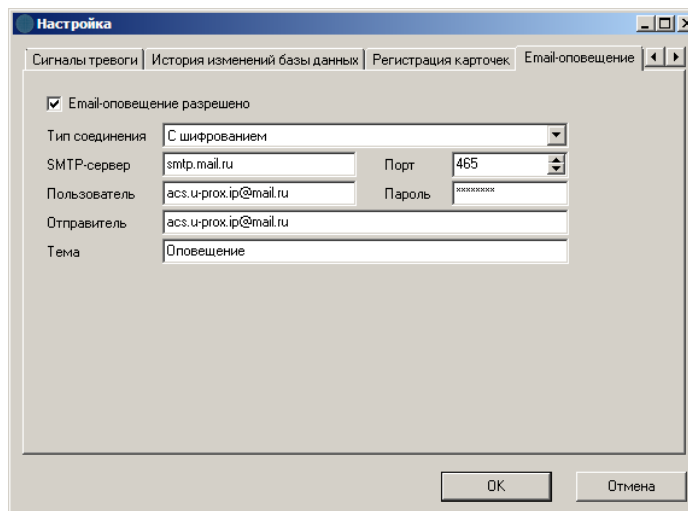 Настройка
Сигналы тревоги История изменений базы данных Регистрация карточек Email-оповещение
Email-оповещение разрешено
Тип соединения С шифрованием
SMTP-сервер smtp.mail.ru Порт 465
Пользователь acs.u-prox.ip@mail.ru Пароль ********
Отправитель acs.u-prox.ip@mail.ru
Тема Оповещение
OK Отмена